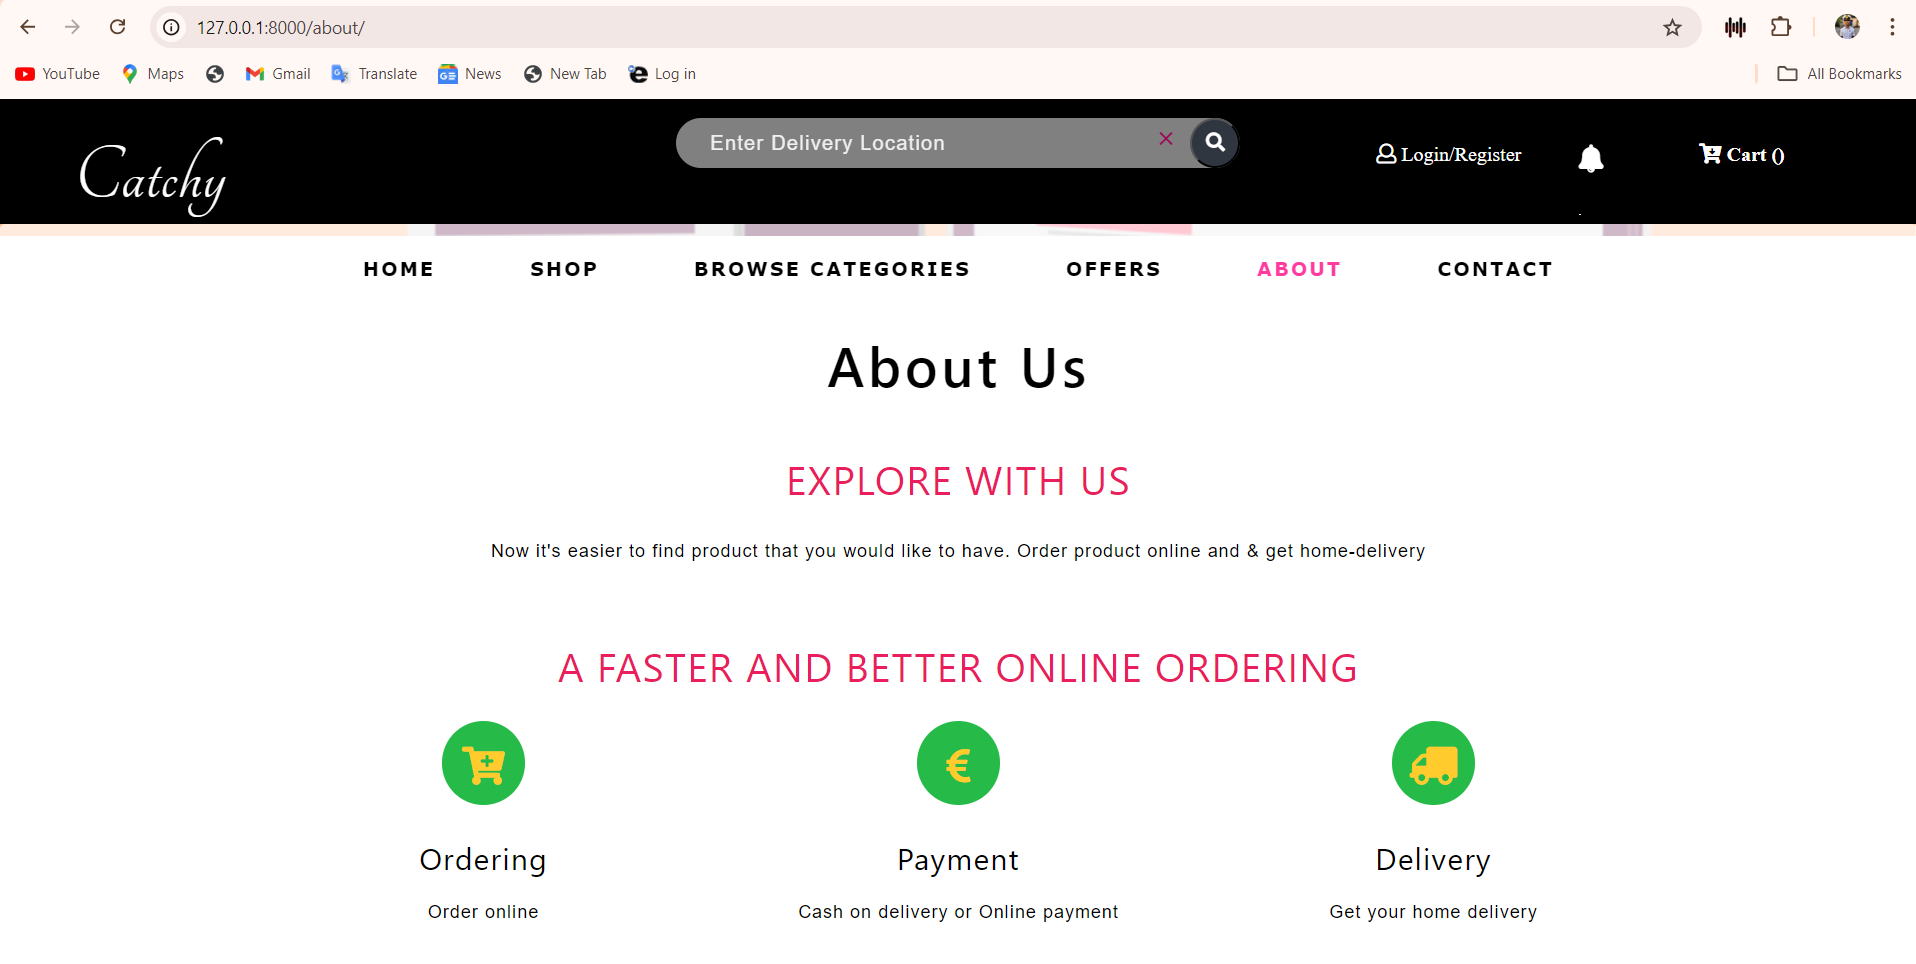 127.0.0.1:8000/about/
YouTube Maps Gmail Translate News New Tab Log in All Bookmarks
Catchy
Enter Delivery Location
Login/Register
Cart ()
HOME SHOP BROWSE CATEGORIES OFFERS ABOUT CONTACT
About Us
EXPLORE WITH US
Now it's easier to find product that you would like to have. Order product online and & get home-delivery
A FASTER AND BETTER ONLINE ORDERING
€
Ordering Payment Delivery
Order online Cash on delivery or Online payment Get your home delivery